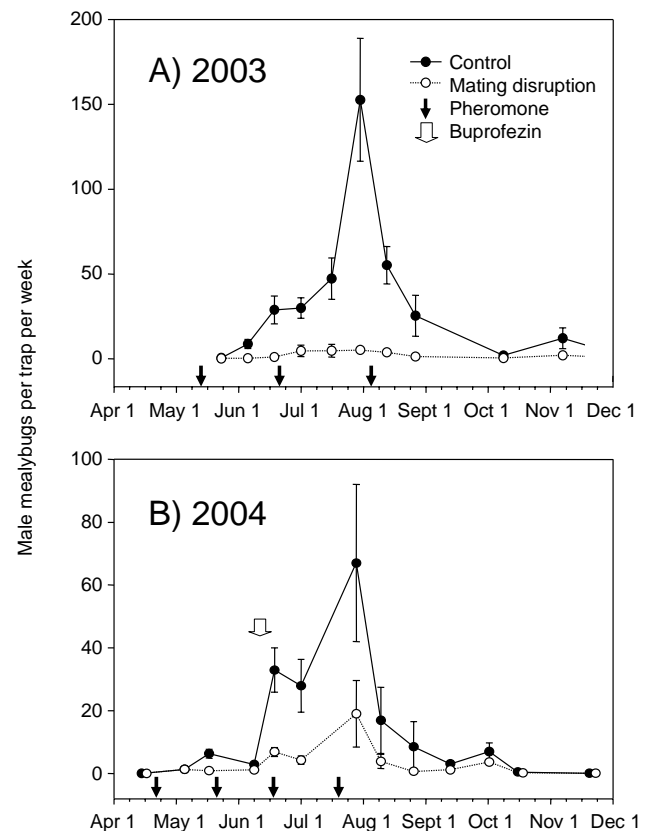 200
A) 2003
Control
Mating disruption
Pheromone
Buprofezin
150
100
50
0
Apr 1 May 1 Jun 1 Jul 1 Aug 1 Sept 1 Oct 1 Nov 1 Dec 1
Male mealybugs per trap per week
100
B) 2004
80
60
40
20
0
Apr 1 May 1 Jun 1 Jul 1 Aug 1 Sept 1 Oct 1 Nov 1 Dec 1